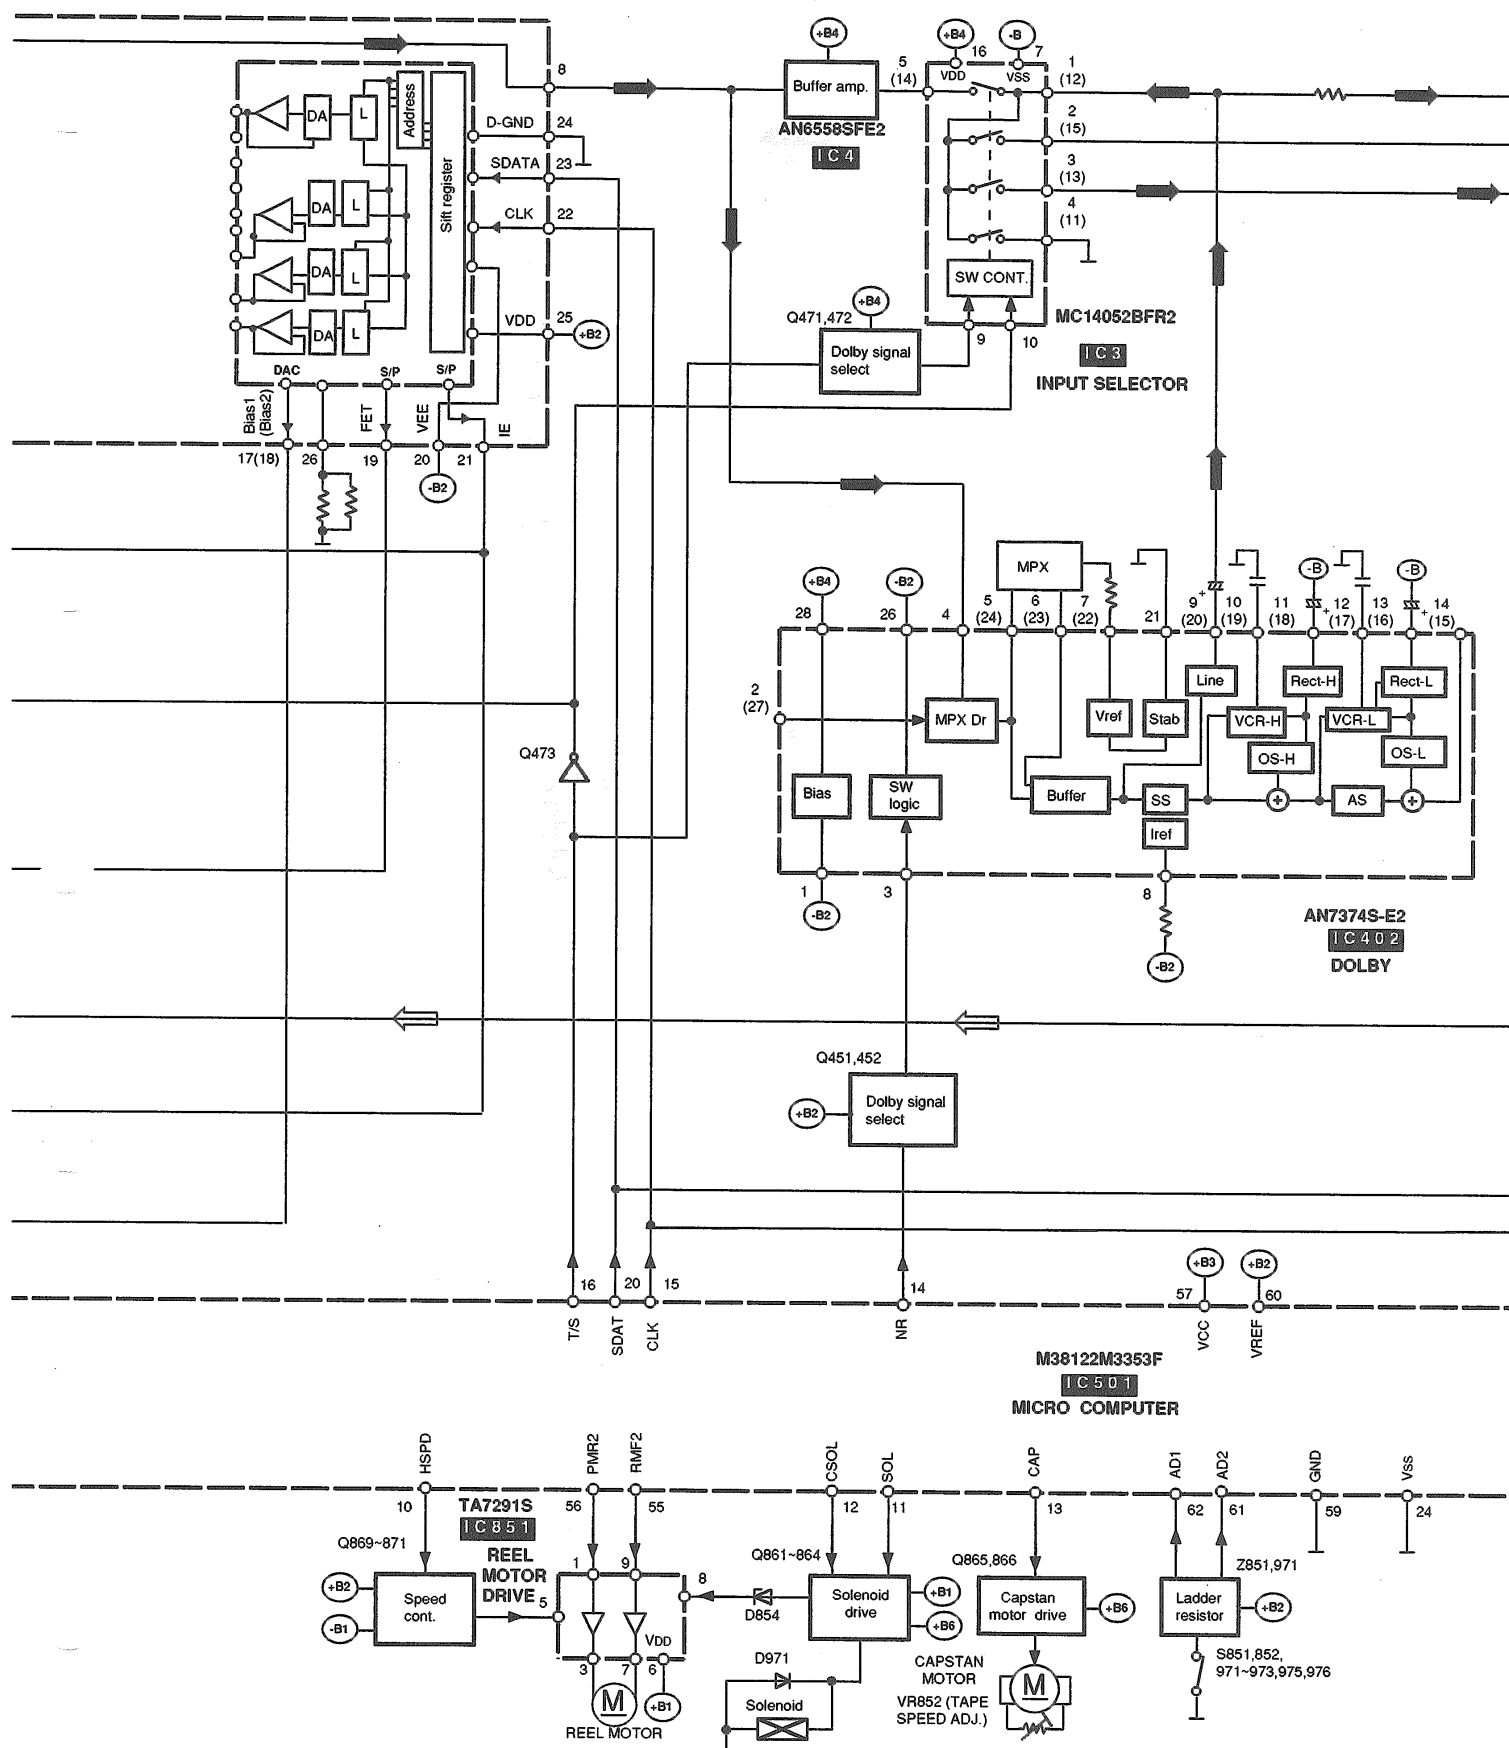 +B4
+B4
-B
8
5
(14)
16
VDD
7
VSS
1
(12)
Buffer amp.
AN6558SFE2
IC4
DA
L
Address
Sift register
D-GND
24
SDATA
23
CLK
22
VDD
25
+B2
2
(15)
3
(13)
4
(11)
DA
L
DA
L
DA
L
SW CONT.
9
10
MC14052BFR2
IC3
INPUT SELECTOR
+B4
Q471,472
Dolby signal
select
DAC
S/P
S/P
Bias1
(Bias2)
FET
VEE
IE
17(18)
26
19
20
21
-B2
MPX
+B4
-B2
-B
-B
28
26
4
5
(24)
6
(23)
7
(22)
21
9
(20)
+
10
(19)
11
(18)
+
12
(17)
13
(16)
+
14
(15)
2
(27)
MPX Dr
Vref
Stab
Line
Rect-H
Rect-L
VCR-H
VCR-L
OS-H
OS-L
Bias
SW
logic
Buffer
SS
+
AS
+
Iref
Q473
1
3
8
-B2
-B2
AN7374S-E2
IC402
DOLBY
Q451,452
+B2
Dolby signal
select
16
20
15
14
+B3
+B2
57
60
T/S
SDAT
CLK
NR
VCC
VREF
M38122M3353F
IC501
MICRO COMPUTER
HSPD
PMR2
RMF2
CSOL
SOL
CAP
AD1
AD2
GND
Vss
10
56
55
12
11
13
62
61
59
24
TA7291S
IC851
REEL
MOTOR
DRIVE
Q869~871
+B2
-B1
Speed
cont.
5
1
9
8
VDD
3
7
6
M
+B1
REEL MOTOR
D854
Q861~864
Solenoid
drive
+B1
+B6
D971
Solenoid
Q865,866
Capstan
motor drive
+B6
CAPSTAN
MOTOR
M
VR852 (TAPE
SPEED ADJ.)
Z851,971
Ladder
resistor
+B2
S851,852,
971~973,975,976